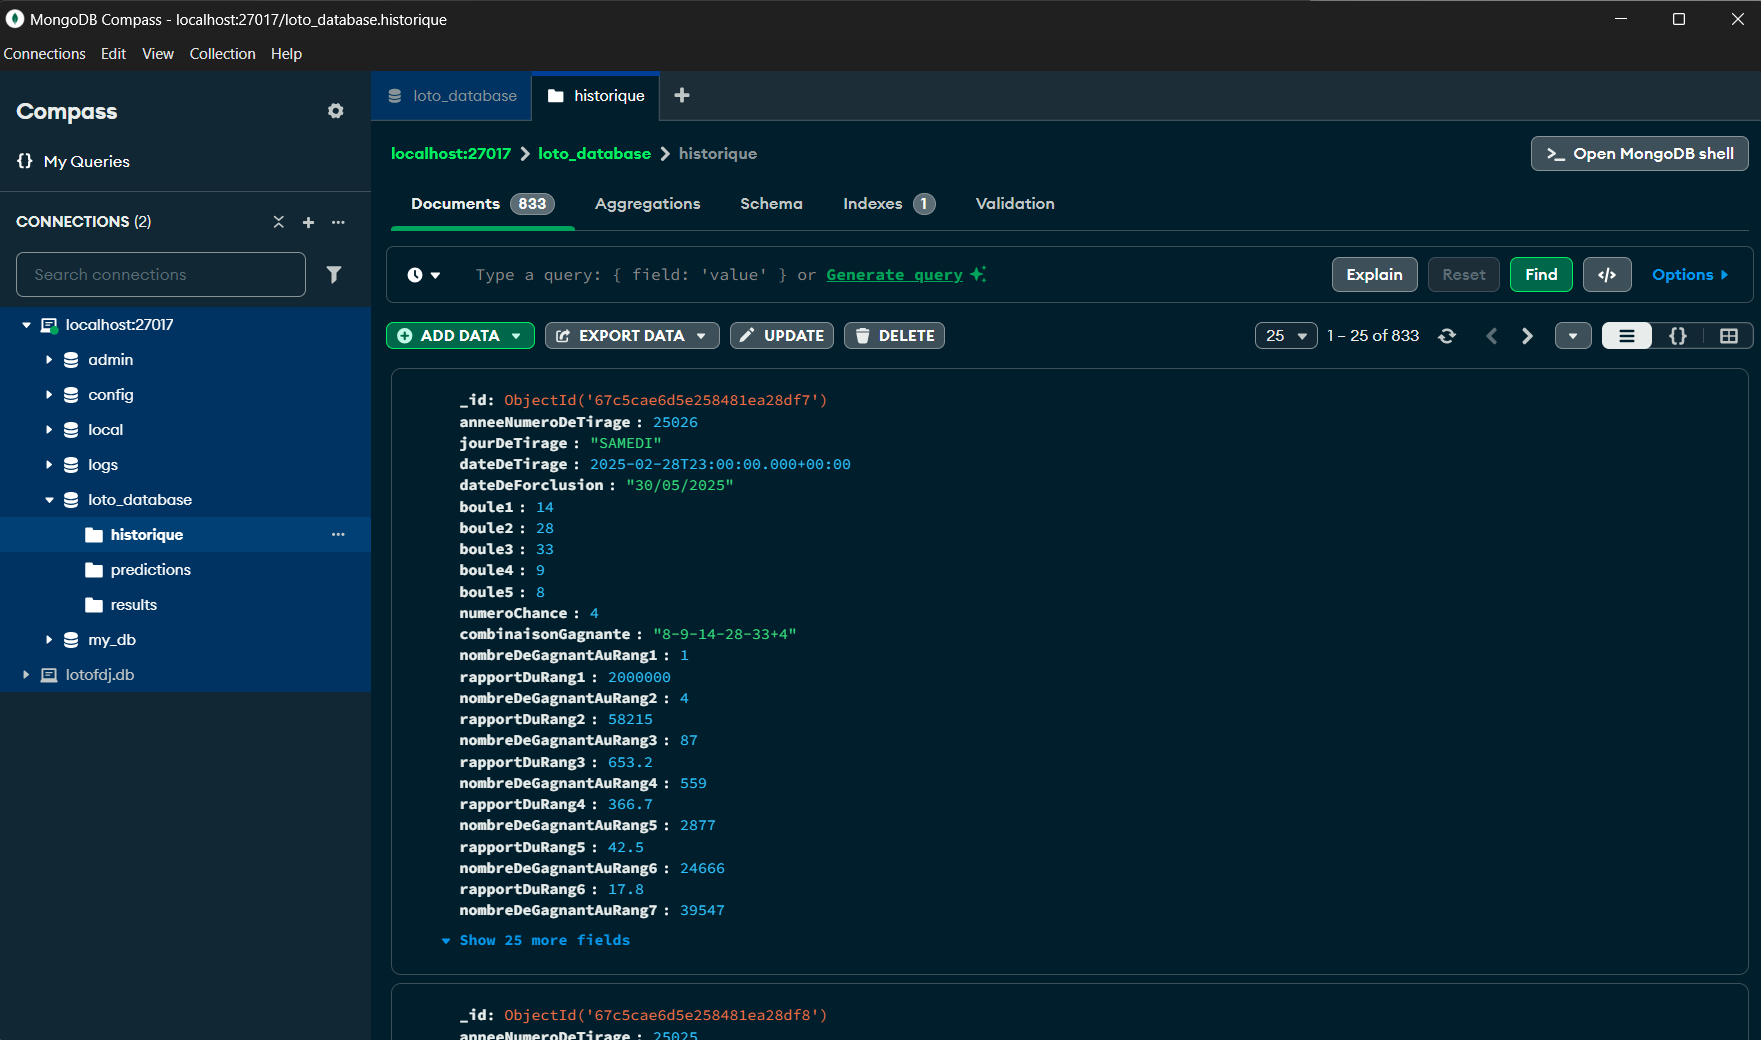 MongoDB Compass - localhost:27017/loto_database.historique
Connections Edit View Collection Help
Compass
{} My Queries
CONNECTIONS (2)
Search connections
localhost:27017
admin
config
local
logs
loto_database
historique
predictions
results
my_db
lotofdj.db
loto_database historique
localhost:27017 loto_database historique
>_ Open MongoDB shell
Documents 833 Aggregations Schema Indexes 1 Validation
Type a query: { field: 'value' } or Generate query
Explain Reset Find </> Options
ADD DATA EXPORT DATA UPDATE DELETE
25 1 – 25 of 833 {}
_id: ObjectId('67c5cae6d5e258481ea28df7')
anneeNumeroDeTirage : 25026
jourDeTirage : "SAMEDI"
dateDeTirage : 2025-02-28T23:00:00.000+00:00
dateDeForclusion : "30/05/2025"
boule1 : 14
boule2 : 28
boule3 : 33
boule4 : 9
boule5 : 8
numeroChance : 4
combinaisonGagnante : "8-9-14-28-33+4"
nombreDeGagnantAuRang1 : 1
rapportDuRang1 : 2000000
nombreDeGagnantAuRang2 : 4
rapportDuRang2 : 58215
nombreDeGagnantAuRang3 : 87
rapportDuRang3 : 653.2
nombreDeGagnantAuRang4 : 559
rapportDuRang4 : 366.7
nombreDeGagnantAuRang5 : 2877
rapportDuRang5 : 42.5
nombreDeGagnantAuRang6 : 24666
rapportDuRang6 : 17.8
nombreDeGagnantAuRang7 : 39547
Show 25 more fields
_id: ObjectId('67c5cae6d5e258481ea28df8')
anneeNumeroDeTirage : 25025